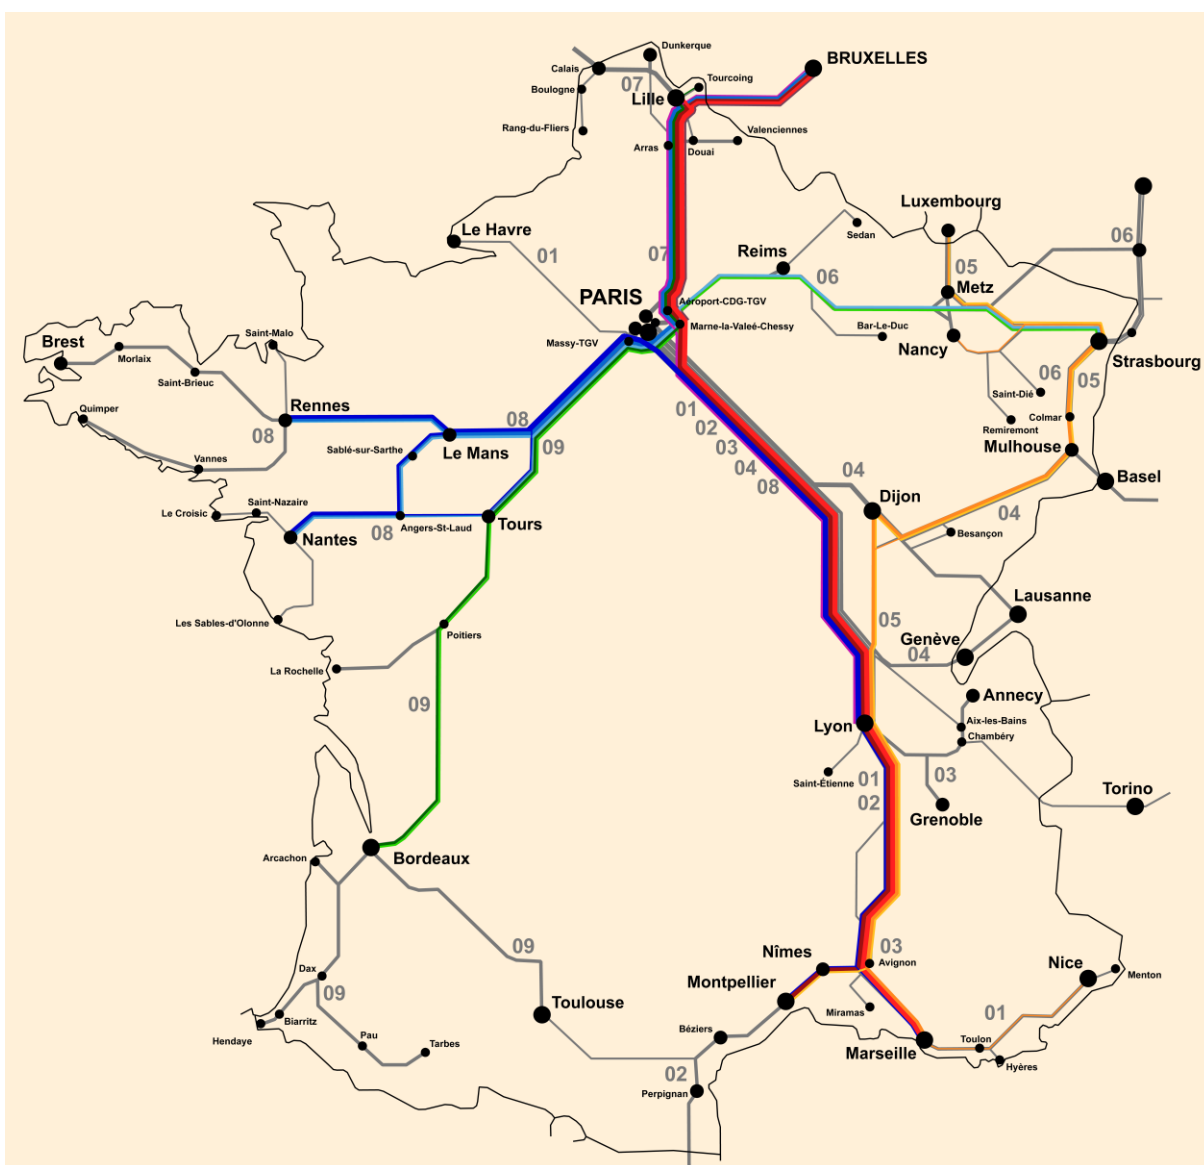 Dunkerque
BRUXELLES
Calais
Tourcoing
07
Boulogne
Lille
Rang-du-Fliers
Valenciennes
Arras
Douai
Luxembourg
Le Havre
Sedan
06
01
Reims
07
05
06
Metz
PARIS
Aéroport-CDG-TGV
Marne-la-Valeé-Chessy
Bar-Le-Duc
Saint-Malo
Massy-TGV
Nancy
Brest
Morlaix
Strasbourg
Saint-Brieuc
06
05
Saint-Dié
Rennes
01
Quimper
08
02
Colmar
Remiremont
08
09
03
Sablé-sur-Sarthe
Le Mans
Mulhouse
04
Vannes
04
08
Basel
Dijon
Saint-Nazaire
Le Croisic
04
08
Angers-St-Laud
Tours
Besançon
Nantes
Lausanne
Les Sables-d'Olonne
Poitiers
05
Genève
04
La Rochelle
Annecy
09
Lyon
Aix-les-Bains
Chambéry
03
Saint-Étienne
01
Torino
02
Grenoble
Arcachon
Bordeaux
09
03
Nîmes
Avignon
Dax
Nice
Menton
Montpellier
09
Toulouse
Miramas
01
Biarritz
Béziers
Hendaye
Pau
Tarbes
Marseille
Toulon
Hyères
02
Perpignan